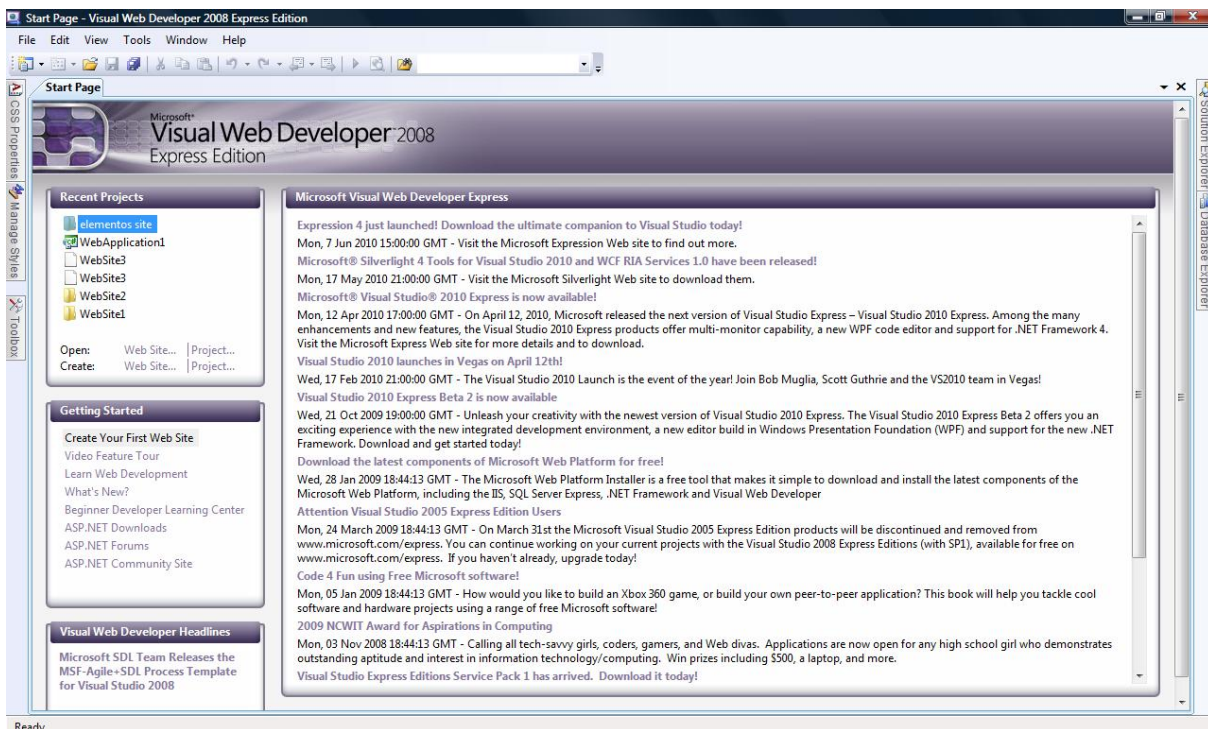 Start Page - Visual Web Developer 2008 Express Edition
File Edit View Tools Window Help
Start Page
CSS Properties
Manage Styles
Toolbox
Solution Explorer
Database Explorer
Microsoft
Visual Web Developer 2008
Express Edition
Recent Projects
elementos site
WebApplication1
WebSite3
WebSite3
WebSite2
WebSite1
Open: Web Site... | Project...
Create: Web Site... | Project...
Getting Started
Create Your First Web Site
Video Feature Tour
Learn Web Development
What's New?
Beginner Developer Learning Center
ASP.NET Downloads
ASP.NET Forums
ASP.NET Community Site
Visual Web Developer Headlines
Microsoft SDL Team Releases the
MSF-Agile+SDL Process Template
for Visual Studio 2008
Microsoft Visual Web Developer Express
Expression 4 just launched! Download the ultimate companion to Visual Studio today!
Mon, 7 Jun 2010 15:00:00 GMT - Visit the Microsoft Expression Web site to find out more.
Microsoft® Silverlight 4 Tools for Visual Studio 2010 and WCF RIA Services 1.0 have been released!
Mon, 17 May 2010 21:00:00 GMT - Visit the Microsoft Silverlight Web site to download them.
Microsoft® Visual Studio® 2010 Express is now available!
Mon, 12 Apr 2010 17:00:00 GMT - On April 12, 2010, Microsoft released the next version of Visual Studio Express – Visual Studio 2010 Express. Among the many
enhancements and new features, the Visual Studio 2010 Express products offer multi-monitor capability, a new WPF code editor and support for .NET Framework 4.
Visit the Microsoft Express Web site for more details and to download.
Visual Studio 2010 launches in Vegas on April 12th!
Wed, 17 Feb 2010 21:00:00 GMT - The Visual Studio 2010 Launch is the event of the year! Join Bob Muglia, Scott Guthrie and the VS2010 team in Vegas!
Visual Studio 2010 Express Beta 2 is now available
Wed, 21 Oct 2009 19:00:00 GMT - Unleash your creativity with the newest version of Visual Studio 2010 Express. The Visual Studio 2010 Express Beta 2 offers you an
exciting experience with the new integrated development environment, a new editor build in Windows Presentation Foundation (WPF) and support for the new .NET
Framework. Download and get started today!
Download the latest components of Microsoft Web Platform for free!
Wed, 28 Jan 2009 18:44:13 GMT - The Microsoft Web Platform Installer is a free tool that makes it simple to download and install the latest components of the
Microsoft Web Platform, including the IIS, SQL Server Express, .NET Framework and Visual Web Developer
Attention Visual Studio 2005 Express Edition Users
Mon, 24 March 2009 18:44:13 GMT - On March 31st the Microsoft Visual Studio 2005 Express Edition products will be discontinued and removed from
www.microsoft.com/express. You can continue working on your current projects with the Visual Studio 2008 Express Editions (with SP1), available for free on
www.microsoft.com/express. If you haven't already, upgrade today!
Code 4 Fun using Free Microsoft software!
Mon, 05 Jan 2009 18:44:13 GMT - How would you like to build an Xbox 360 game, or build your own peer-to-peer application? This book will help you tackle cool
software and hardware projects using a range of free Microsoft software!
2009 NCWIT Award for Aspirations in Computing
Mon, 03 Nov 2008 18:44:13 GMT - Calling all tech-savvy girls, coders, gamers, and Web divas. Applications are now open for any high school girl who demonstrates
outstanding aptitude and interest in information technology/computing. Win prizes including $500, a laptop, and more.
Visual Studio Express Editions Service Pack 1 has arrived. Download it today!
Ready